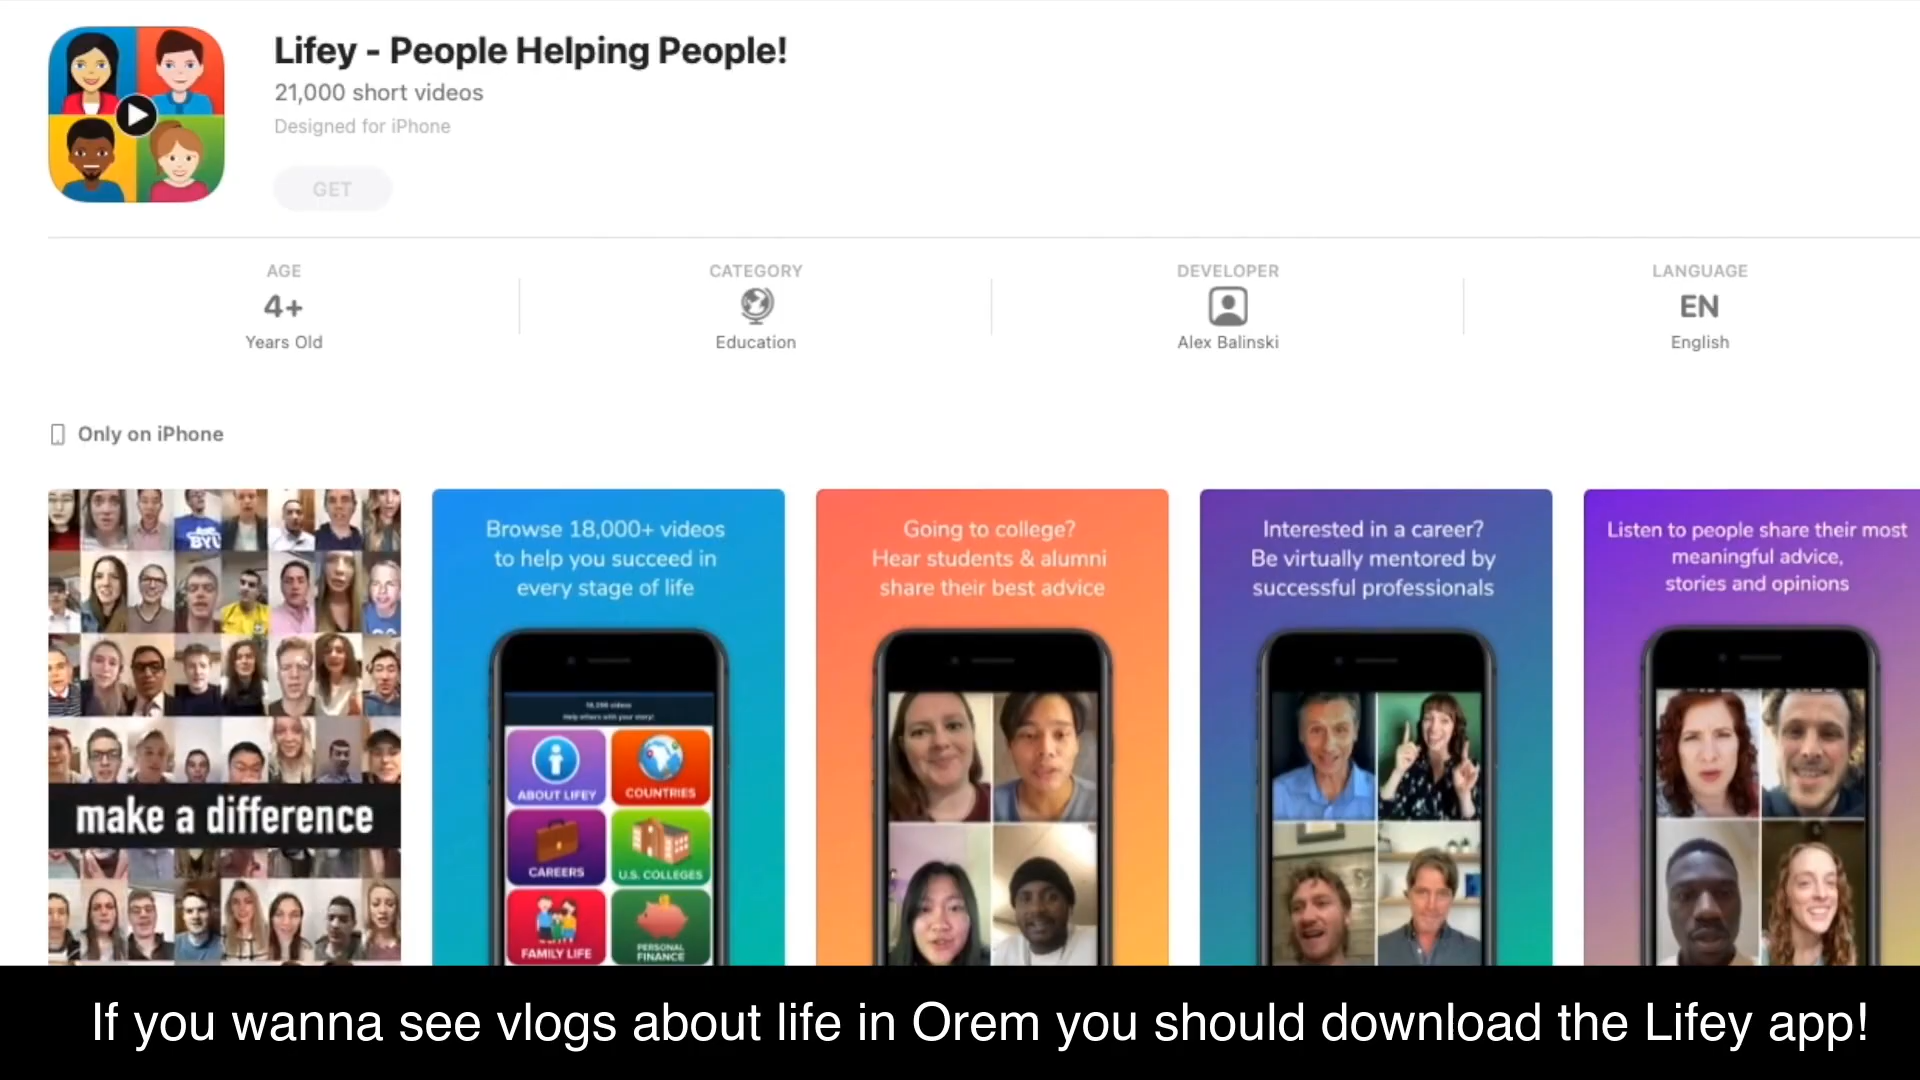 Lifey - People Helping People!
21,000 short videos
Designed for iPhone
GET
AGE
4+
Years Old
CATEGORY
Education
DEVELOPER
Alex Balinski
LANGUAGE
EN
English
Only on iPhone
BYU
make a difference
Browse 18,000+ videos
to help you succeed in
every stage of life
Help others with your story!
ABOUT LIFEY
COUNTRIES
CAREERS
U.S. COLLEGES
FAMILY LIFE
PERSONAL
FINANCE
Going to college?
Hear students & alumni
share their best advice
Interested in a career?
Be virtually mentored by
successful professionals
Listen to people share their most
meaningful advice,
stories and opinions
If you wanna see vlogs about life in Orem you should download the Lifey app!